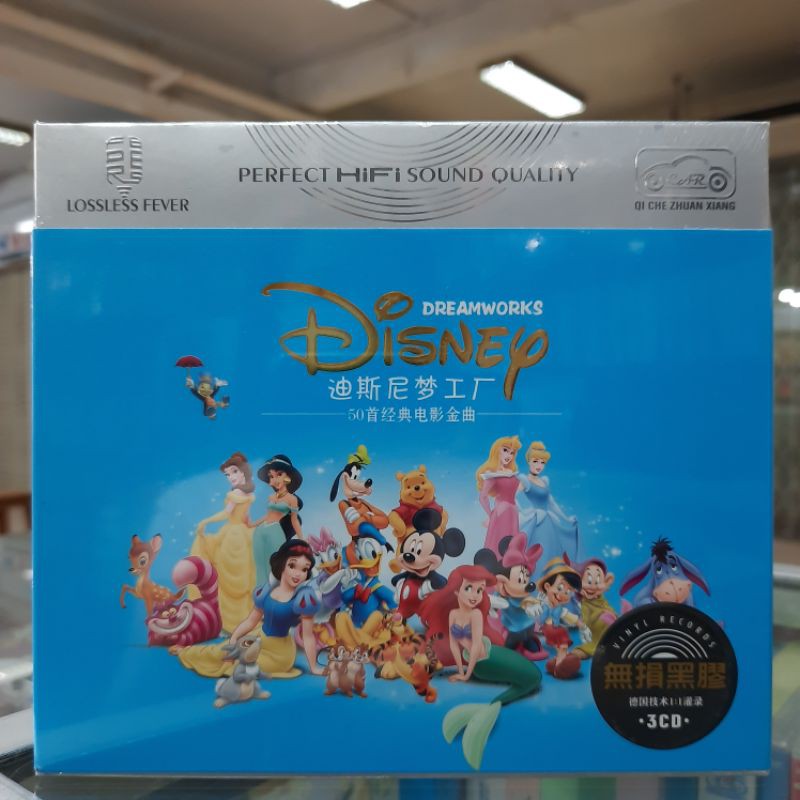 LOSSLESS FEVER
PERFECT HiFi SOUND QUALITY
CAR
QI CHE ZHUAN XIANG
DREAMWORKS
DISNEY
迪斯尼梦工厂
50首经典电影金曲
VINYL RECORDS
無損黑膠
德国技术1:1灌录
·3CD·